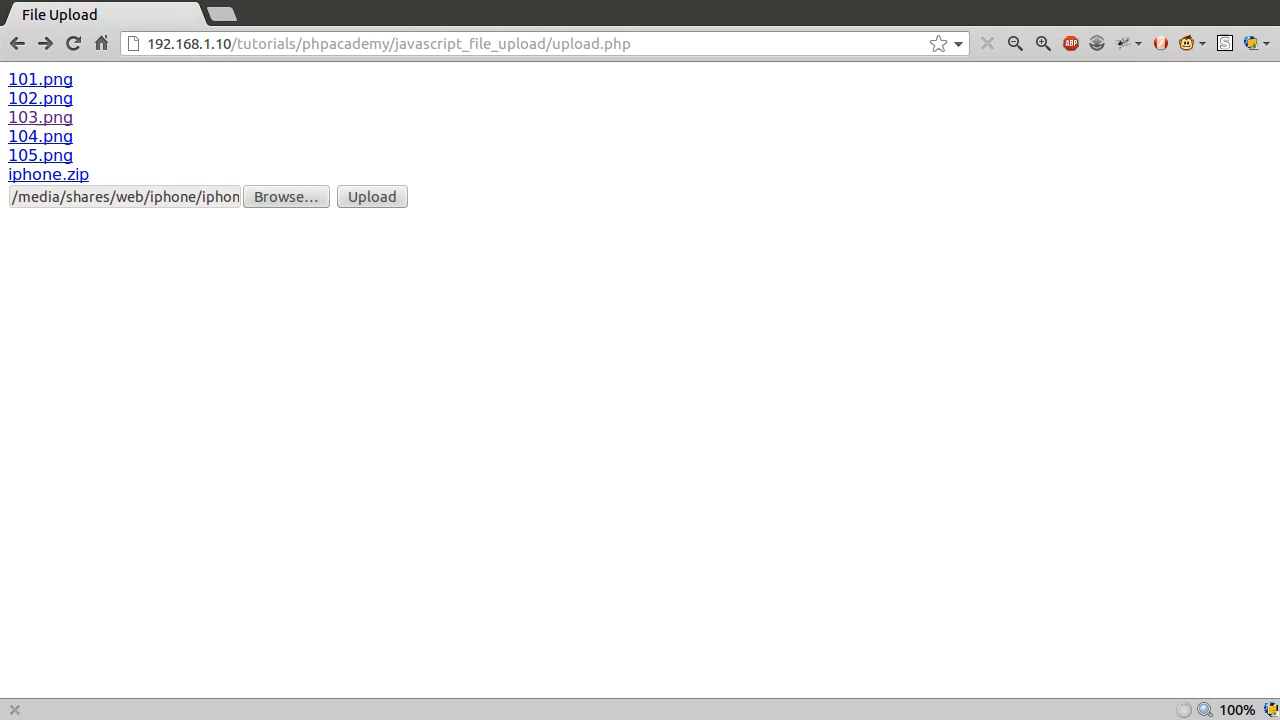 File Upload
192.168.1.10/tutorials/phpacademy/javascript_file_upload/upload.php
ABP
S
101.png
102.png
103.png
104.png
105.png
iphone.zip
/media/shares/web/iphone/iphon Browse... Upload
100%